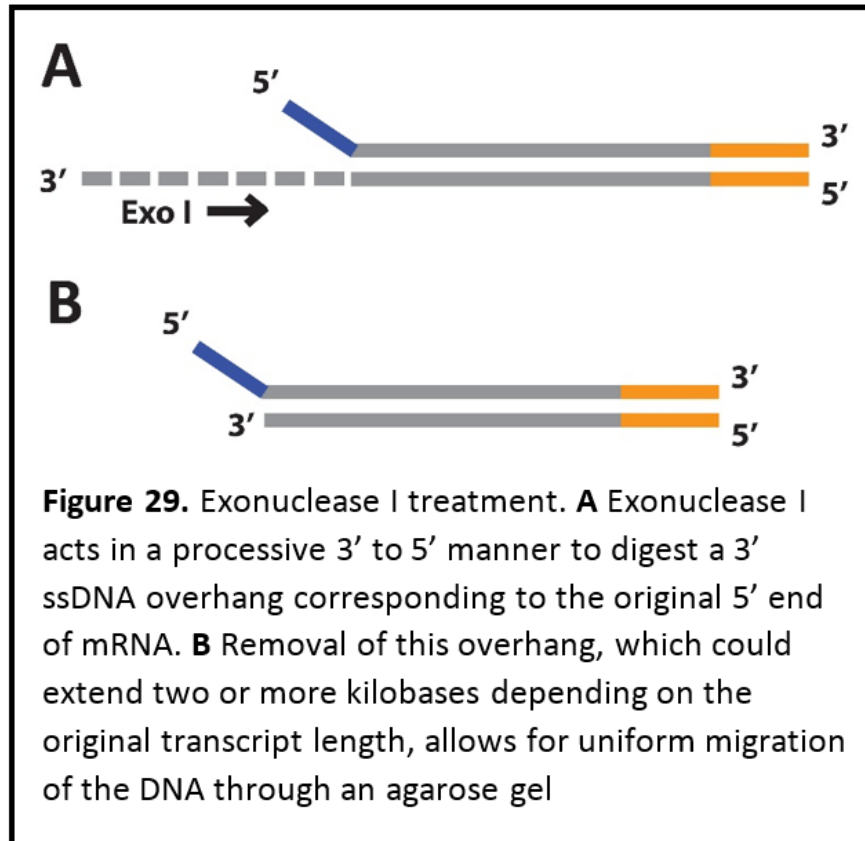 A
5’
3’
3’
5’
Exo I
B
5’
3’
3’
5’
Figure 29. Exonuclease I treatment. A Exonuclease I
acts in a processive 3’ to 5’ manner to digest a 3’
ssDNA overhang corresponding to the original 5’ end
of mRNA. B Removal of this overhang, which could
extend two or more kilobases depending on the
original transcript length, allows for uniform migration
of the DNA through an agarose gel